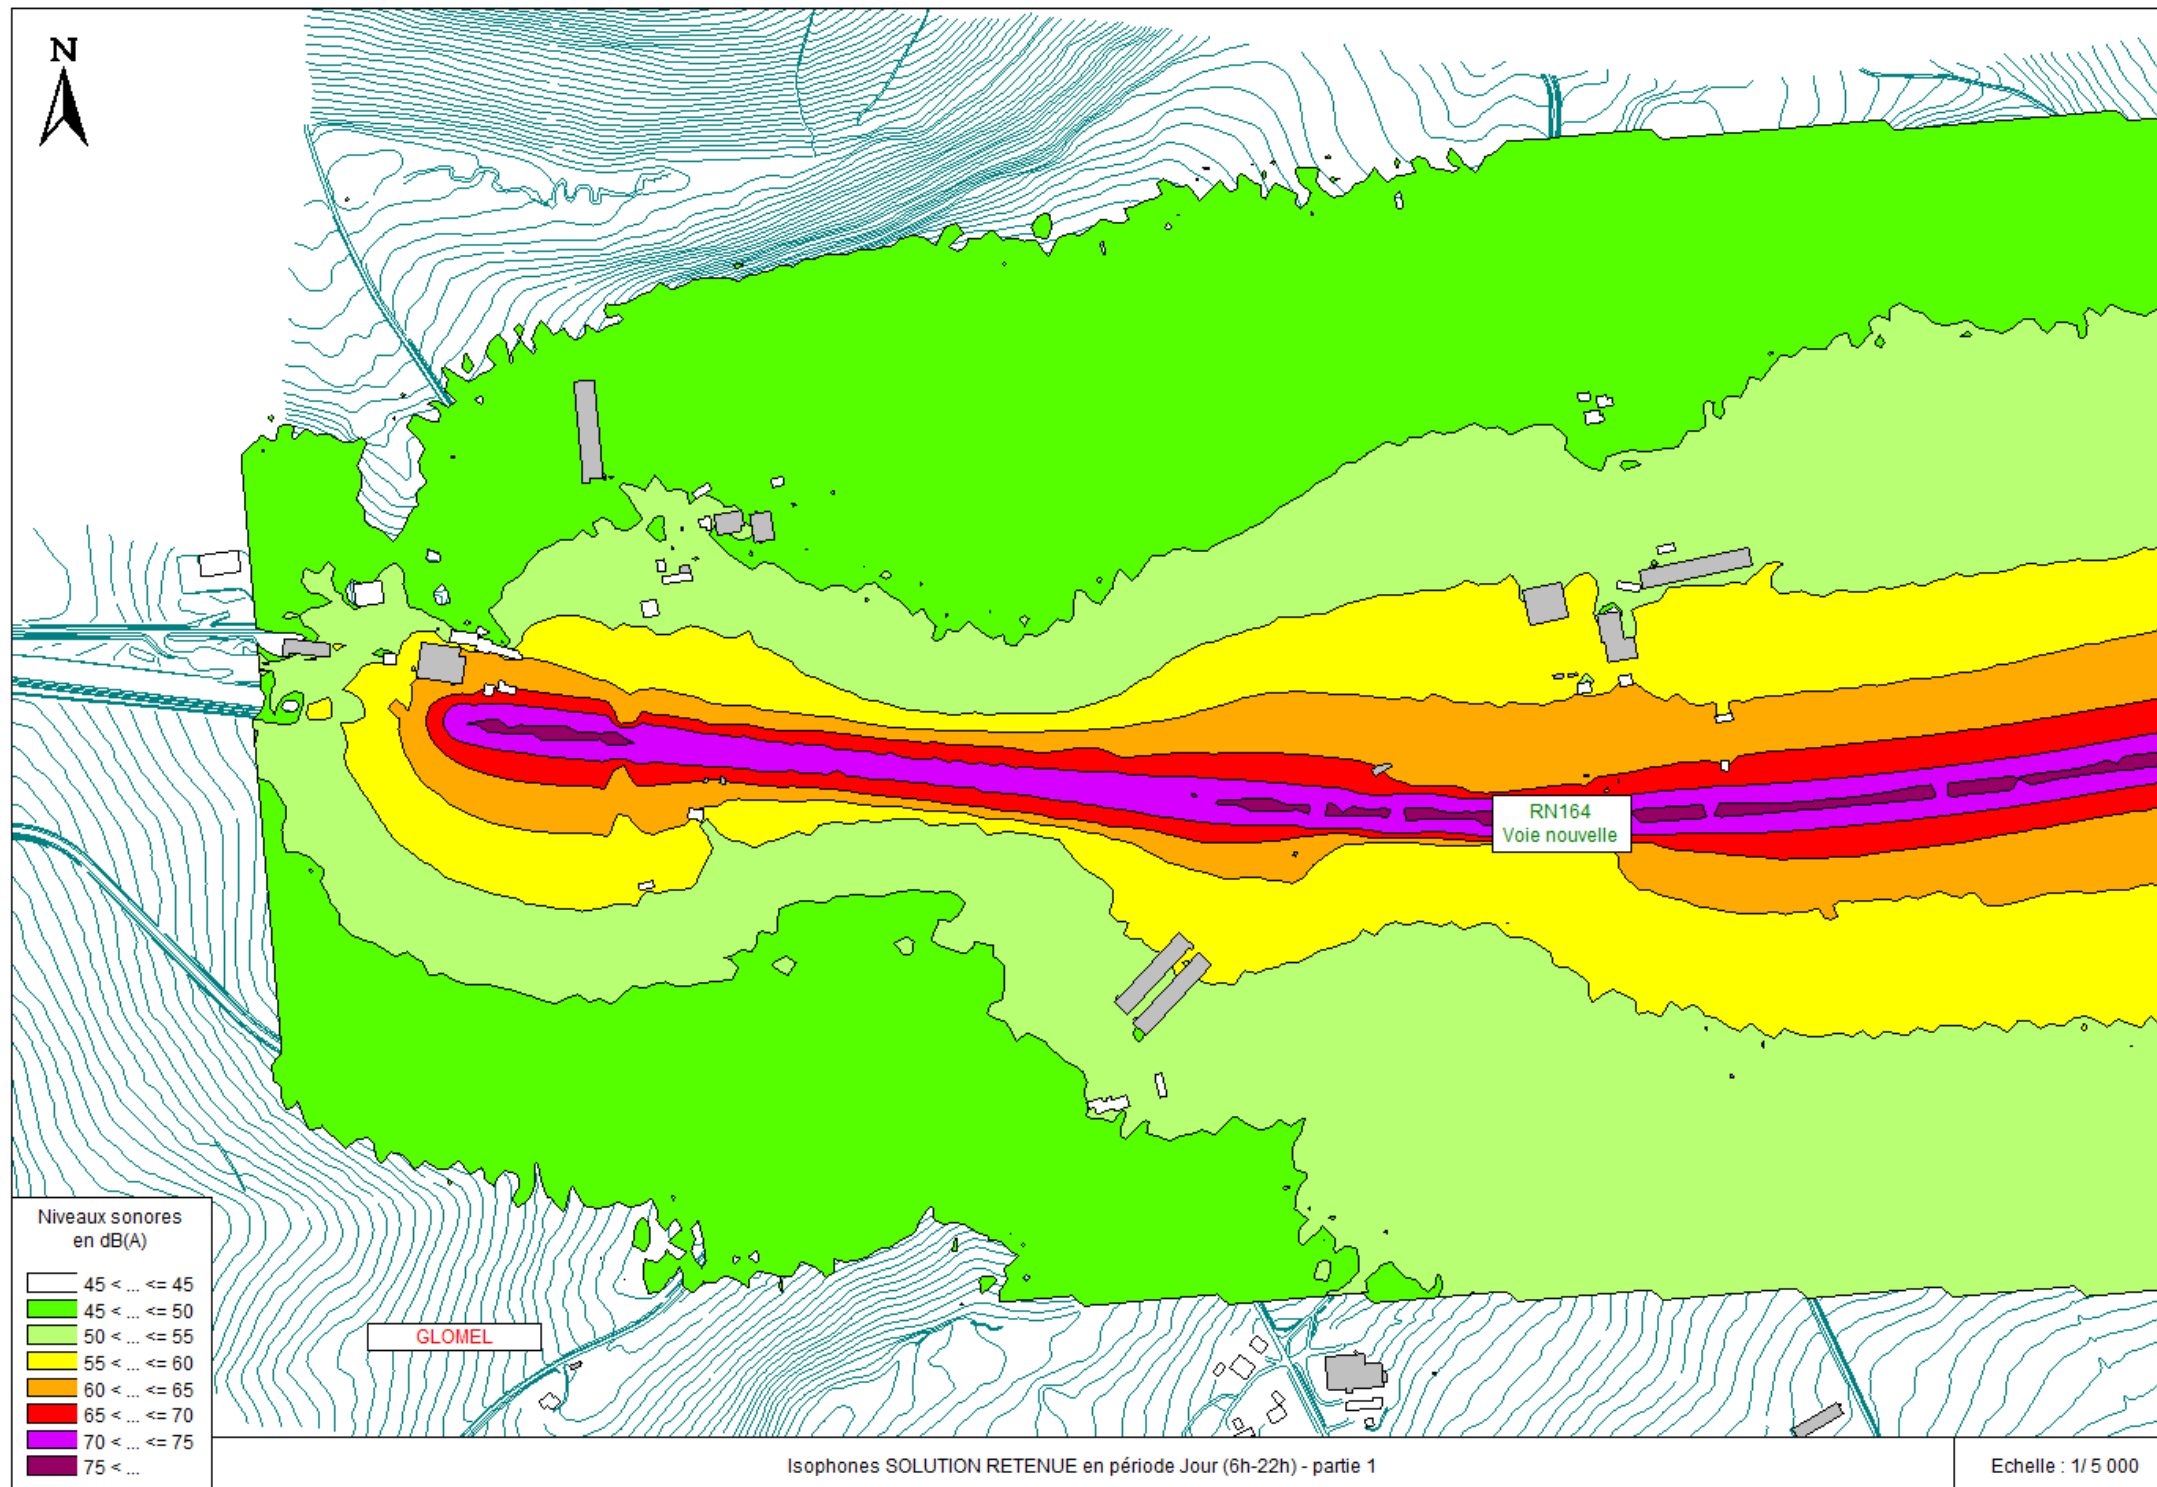 N
RN164
Voie nouvelle
Niveaux sonores
en dB(A)
45 < ... <= 45
45 < ... <= 50
50 < ... <= 55
55 < ... <= 60
60 < ... <= 65
65 < ... <= 70
70 < ... <= 75
75 < ...
GLOMEL
Isophones SOLUTION RETENUE en période Jour (6h-22h) - partie 1
Echelle : 1/ 5 000